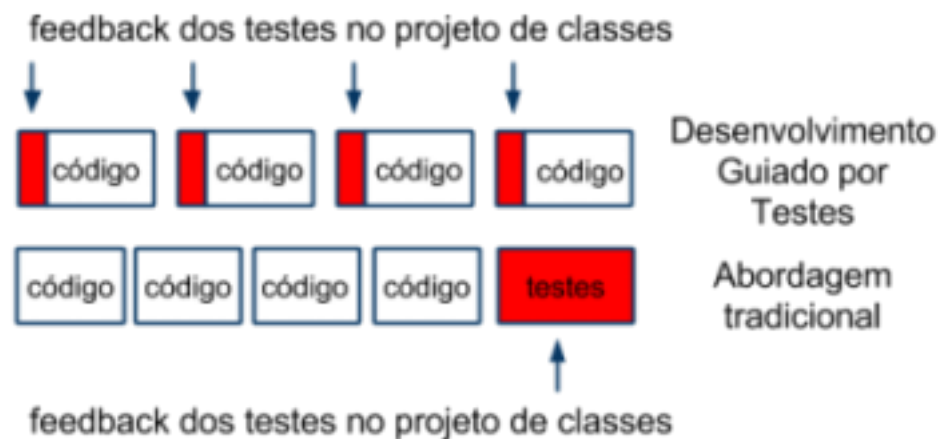 feedback dos testes no projeto de classes
código código código código
Desenvolvimento
Guiado por
Testes
código código código código testes
Abordagem
tradicional
feedback dos testes no projeto de classes